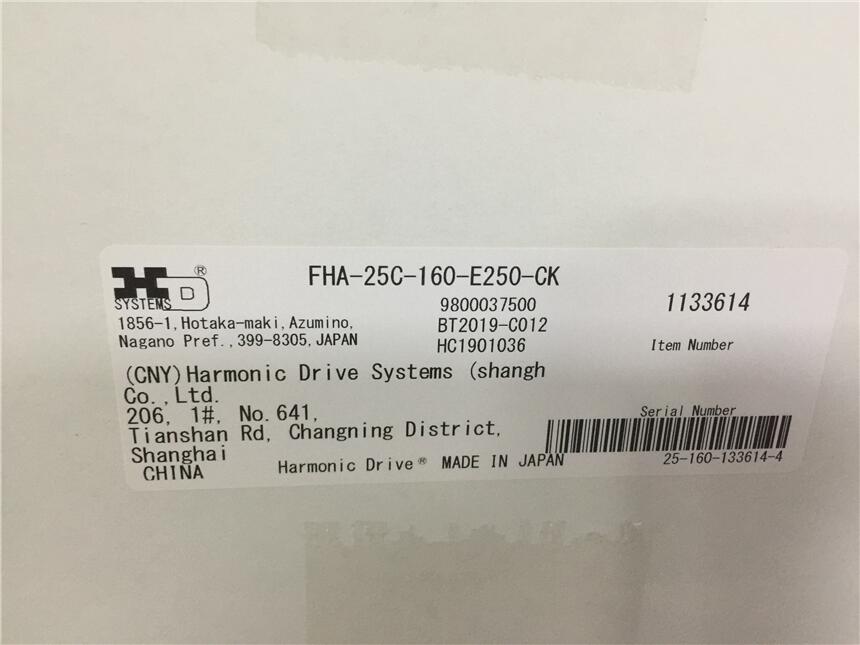 FHA-25C-160-E250-CK
HD ®
SYSTEMS
9800037500
1133614
1856-1,Hotaka-maki,Azumino,
BT2019-C012
Nagano Pref.,399-8305,JAPAN
HC1901036
Item Number
(CNY)Harmonic Drive Systems (shangh
Co.,Ltd.
206, 1#, No.641,
Serial Number
Tianshan Rd, Changning District,
Shanghai
CHINA
Harmonic Drive® MADE IN JAPAN
25-160-133614-4